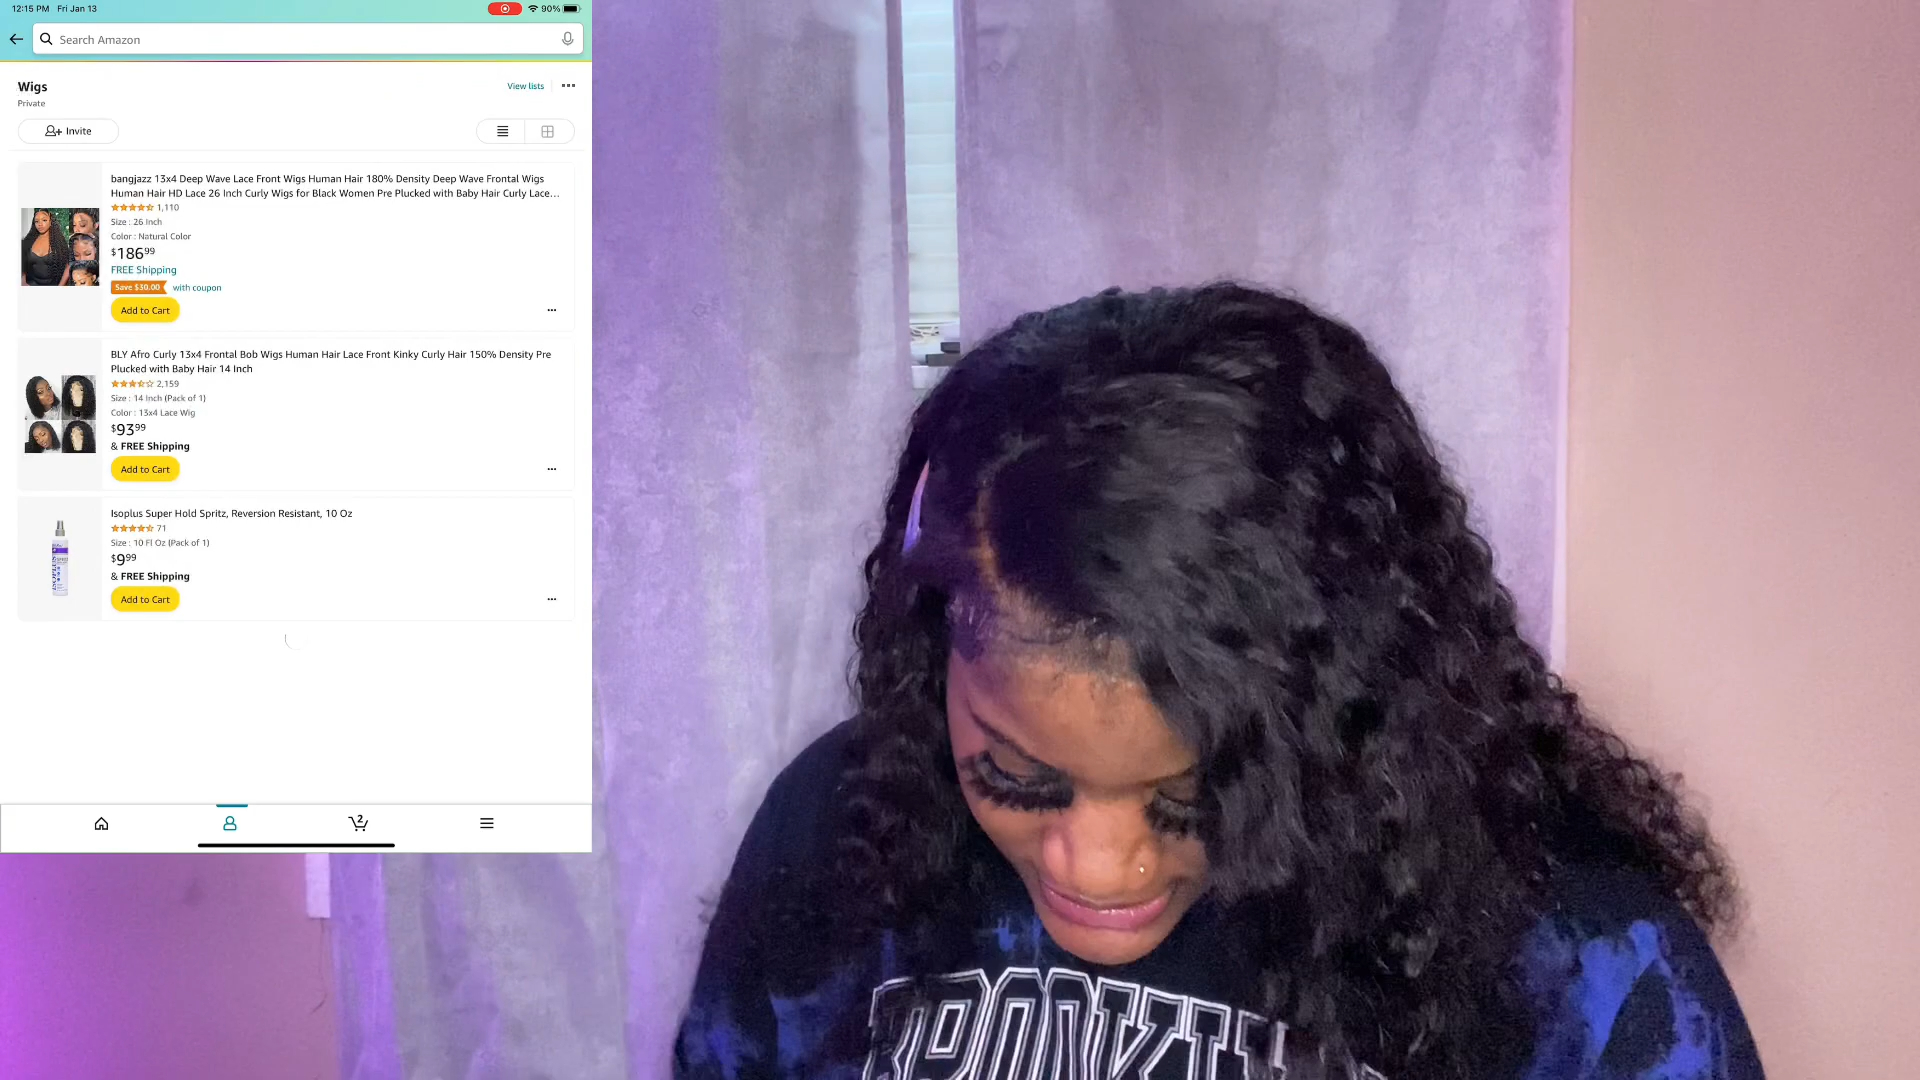 12:15 PM Fri Jan 13
90%
Search Amazon
Wigs
View lists
Private
Invite
bangjazz 13x4 Deep Wave Lace Front Wigs Human Hair 180% Density Deep Wave Frontal Wigs
Human Hair HD Lace 26 Inch Curly Wigs for Black Women Pre Plucked with Baby Hair Curly Lace...
1,110
Size : 26 Inch
Color : Natural Color
$186.99
FREE Shipping
Save $30.00 with coupon
Add to Cart
BLY Afro Curly 13x4 Frontal Bob Wigs Human Hair Lace Front Kinky Curly Hair 150% Density Pre
Plucked with Baby Hair 14 Inch
2,159
Size : 14 Inch (Pack of 1)
Color : 13x4 Lace Wig
$93.99
& FREE Shipping
Add to Cart
Isoplus Super Hold Spritz, Reversion Resistant, 10 Oz
71
Size : 10 Fl Oz (Pack of 1)
$9.99
& FREE Shipping
Add to Cart
2